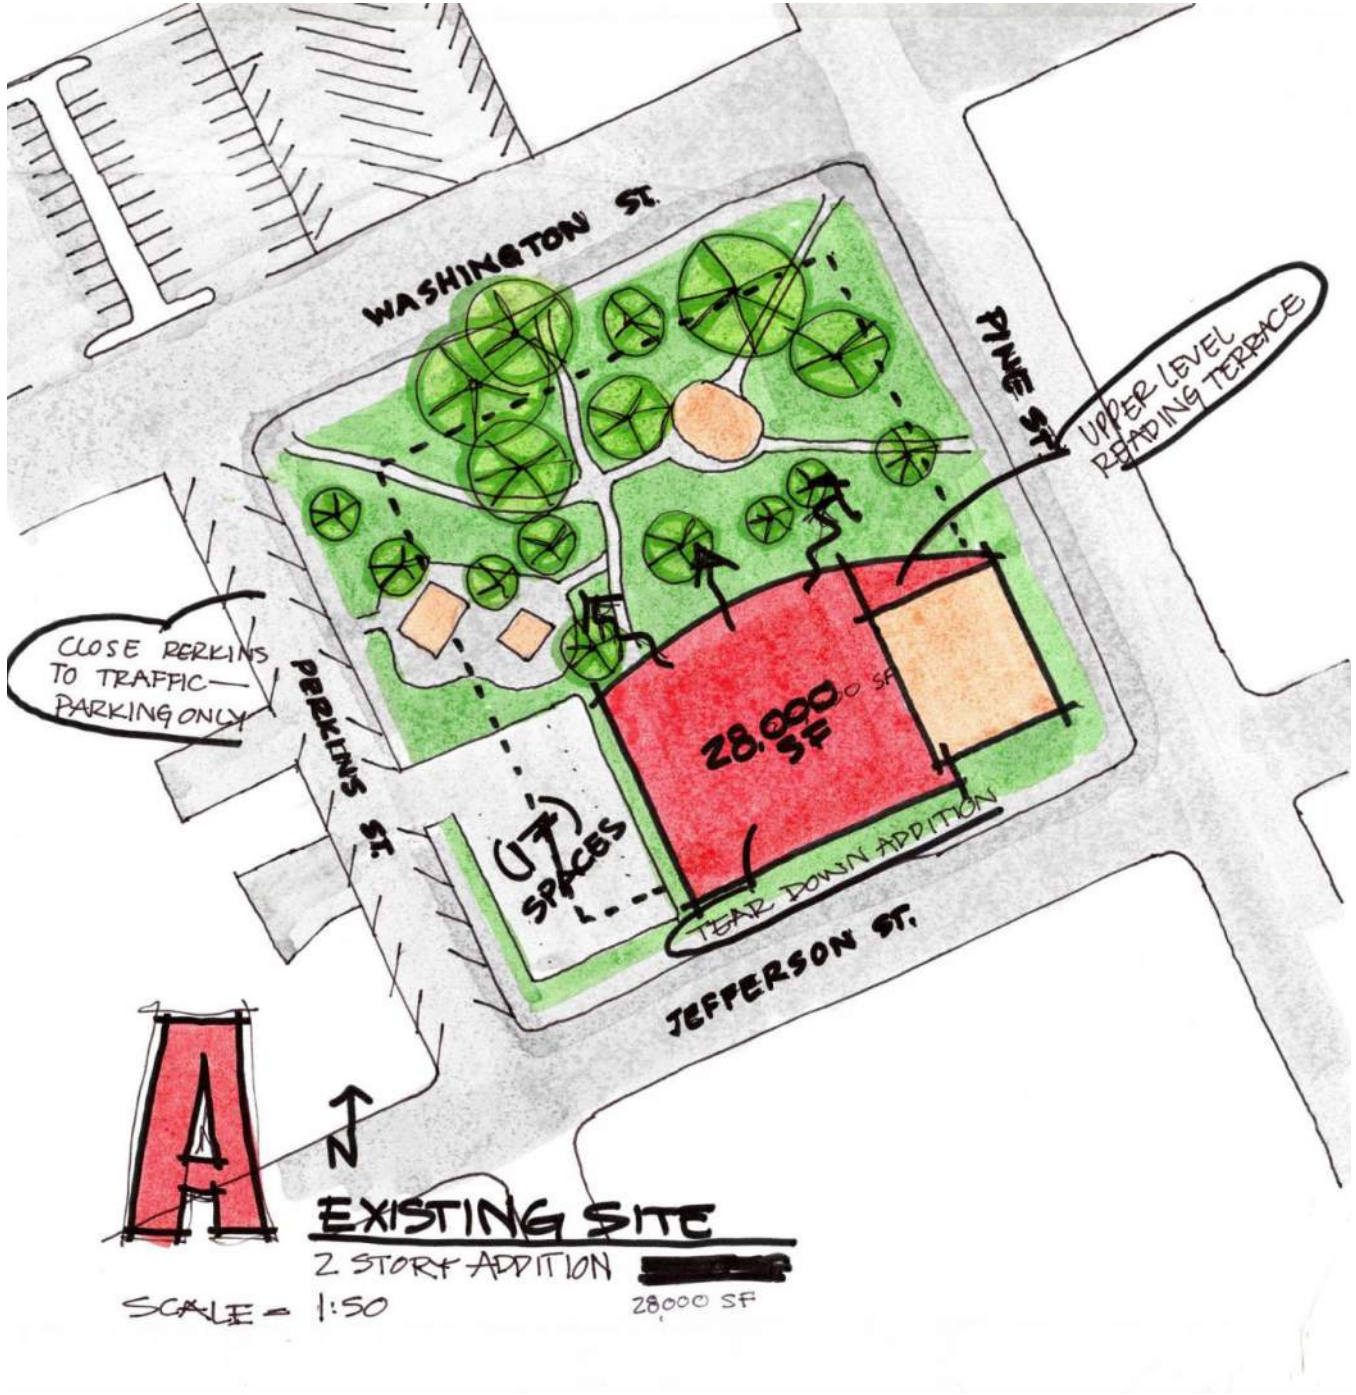 WASHINGTON ST.
PINE ST.
UPPER LEVEL
READING TERRACE
CLOSE PERKINS
TO TRAFFIC—
PARKING ONLY
PERKINS ST.
28,000
SF
(17)
SPACES
TEAR DOWN ADDITION
JEFFERSON ST.
A
N
EXISTING SITE
2 STORY ADDITION
28,000 SF
SCALE = 1:50